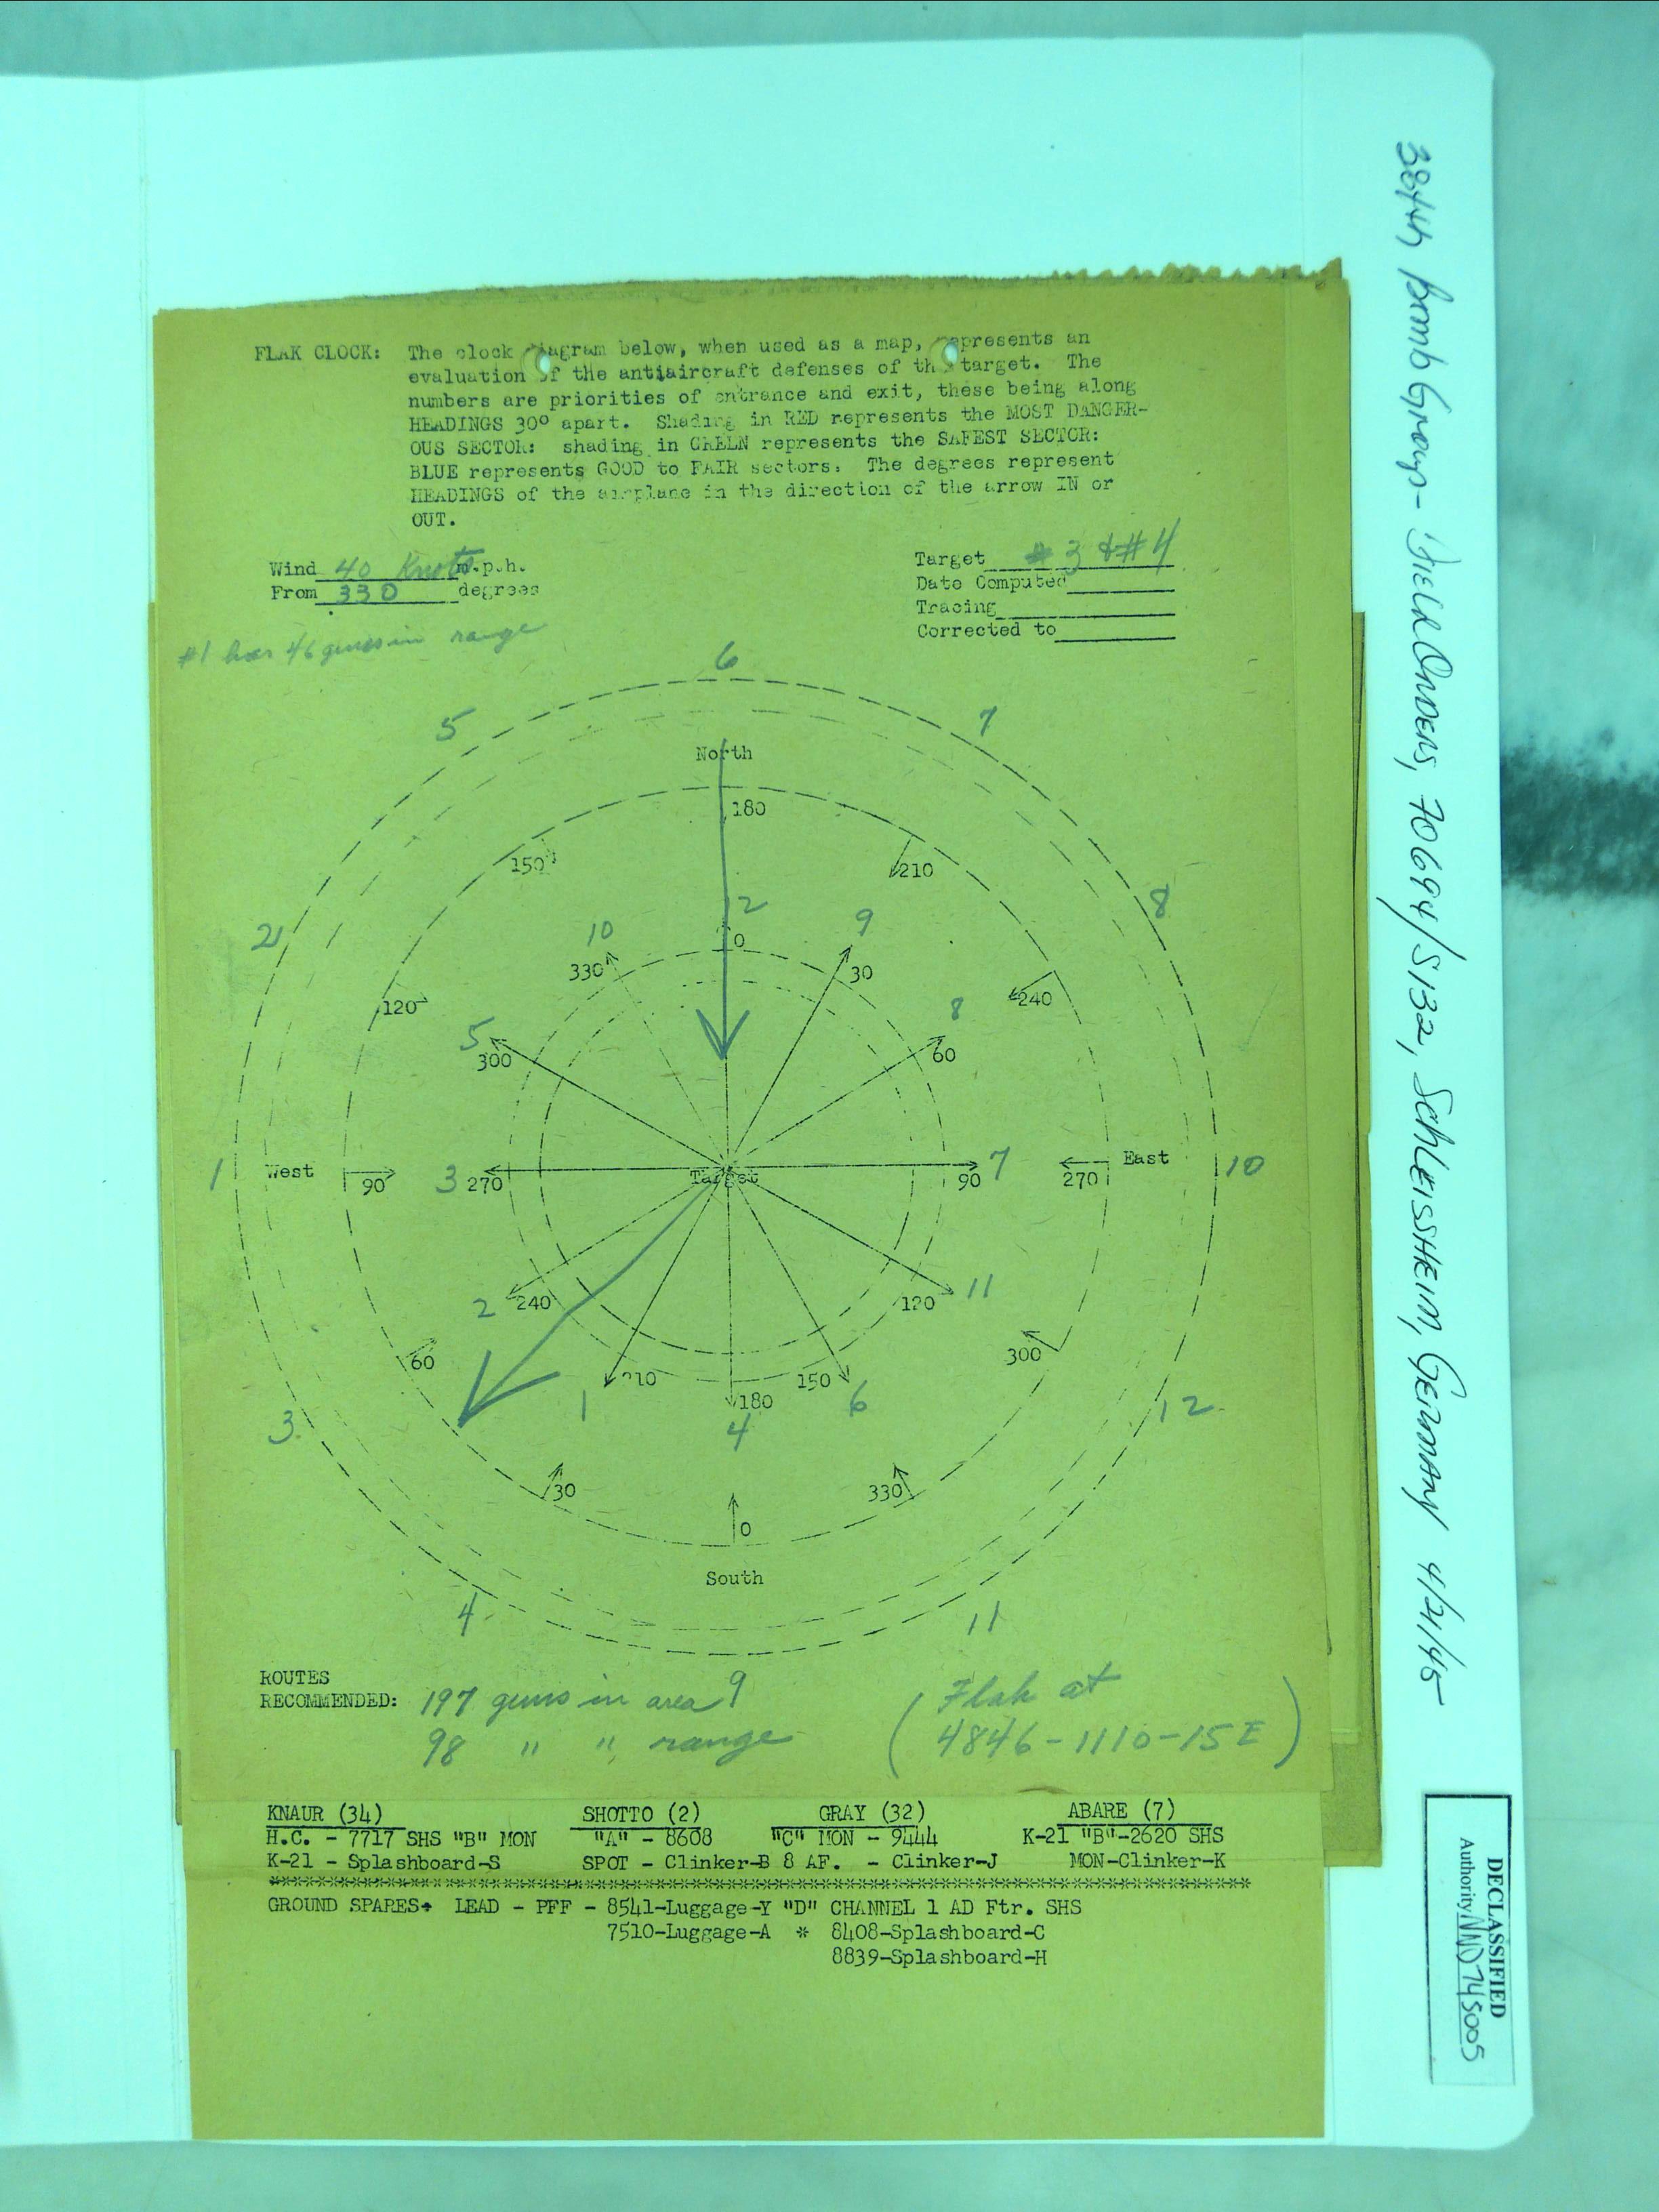 FLAK CLOCK: The clock diagram below, when used as a map, represents an
evaluation of the antiaircraft defenses of the target. The
numbers are priorities of entrance and exit, these being along
HEADINGS 30° apart. Shading in RED represents the MOST DANGER-
OUS SECTOR: shading in GREEN represents the SAFEST SECTOR:
BLUE represents GOOD to FAIR sectors. The degrees represent
HEADINGS of the airplane in the direction of the arrow IN or
OUT.
Wind 40 Knots m.p.h.
From 330 degrees
Target #3 & #4
Date Computed
Tracing
Corrected to
#1 has 46 guns in range
6
5
7
North
180
150
210
8
2
12
9
10
0
330
30
240
120
8
5
300
60
1
West
90
3
270
Target
90
7
270
East
10
2
240
120
11
60
300
210
150
1
180
6
4
3
12
30
330
0
South
4
11
9
ROUTES
RECOMMENDED: 197 guns in area
98 " " range
(Flak at
4846-1110-15E)
KNAUR (34) SHOTTO (2) GRAY (32) ABARE (7)
H.C. - 7717 SHS "B" MON "A" - 8608 "C" MON - 9444 K-21 "B"-2620 SHS
K-21 - Splashboard-S SPOT - Clinker-B 8 AF. - Clinker-J MON-Clinker-K
GROUND SPARES: LEAD - PFF - 8541-Luggage-Y "D" CHANNEL 1 AD Ftr. SHS
7510-Luggage-A * 8408-Splashboard-C
8839-Splashboard-H
384th Bomb Group - Field Orders, 70694/S132, Schleissheim, Germany 4/21/45
DECLASSIFIED
Authority NND 745005